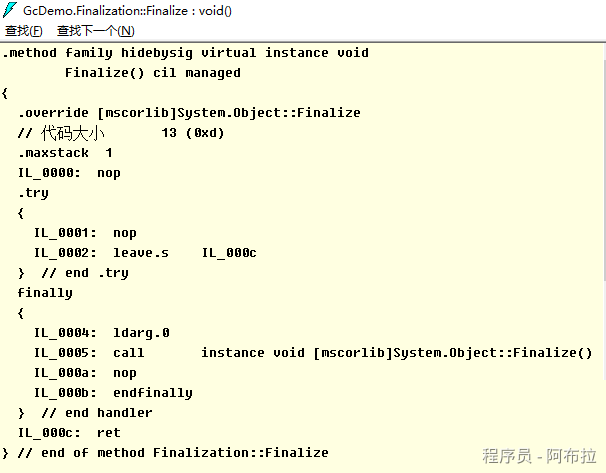 GcDemo.Finalization::Finalize : void()
查找(F) 查找下一个(N)
.method family hidebysig virtual instance void
        Finalize() cil managed
{
  .override [mscorlib]System.Object::Finalize
  // 代码大小       13 (0xd)
  .maxstack  1
  IL_0000:  nop
  .try
  {
    IL_0001:  nop
    IL_0002:  leave.s    IL_000c
  }  // end .try
  finally
  {
    IL_0004:  ldarg.0
    IL_0005:  call       instance void [mscorlib]System.Object::Finalize()
    IL_000a:  nop
    IL_000b:  endfinally
  }  // end handler
  IL_000c:  ret
} // end of method Finalization::Finalize
程序员 - 阿布拉